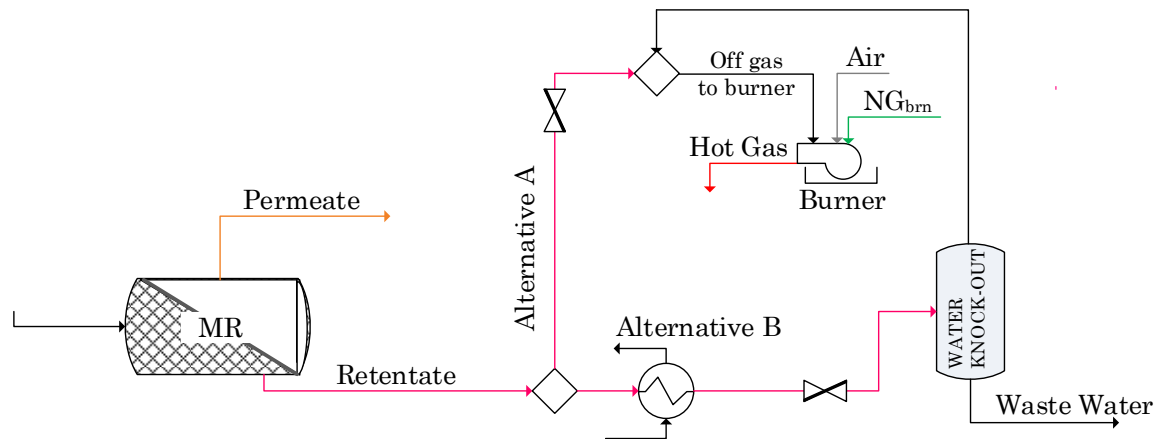 Off gas
to burner
Air
NGbrn
Hot Gas
Burner
Permeate
Alternative A
MR
Retentate
Alternative B
WATER
KNOCK-OUT
Waste Water